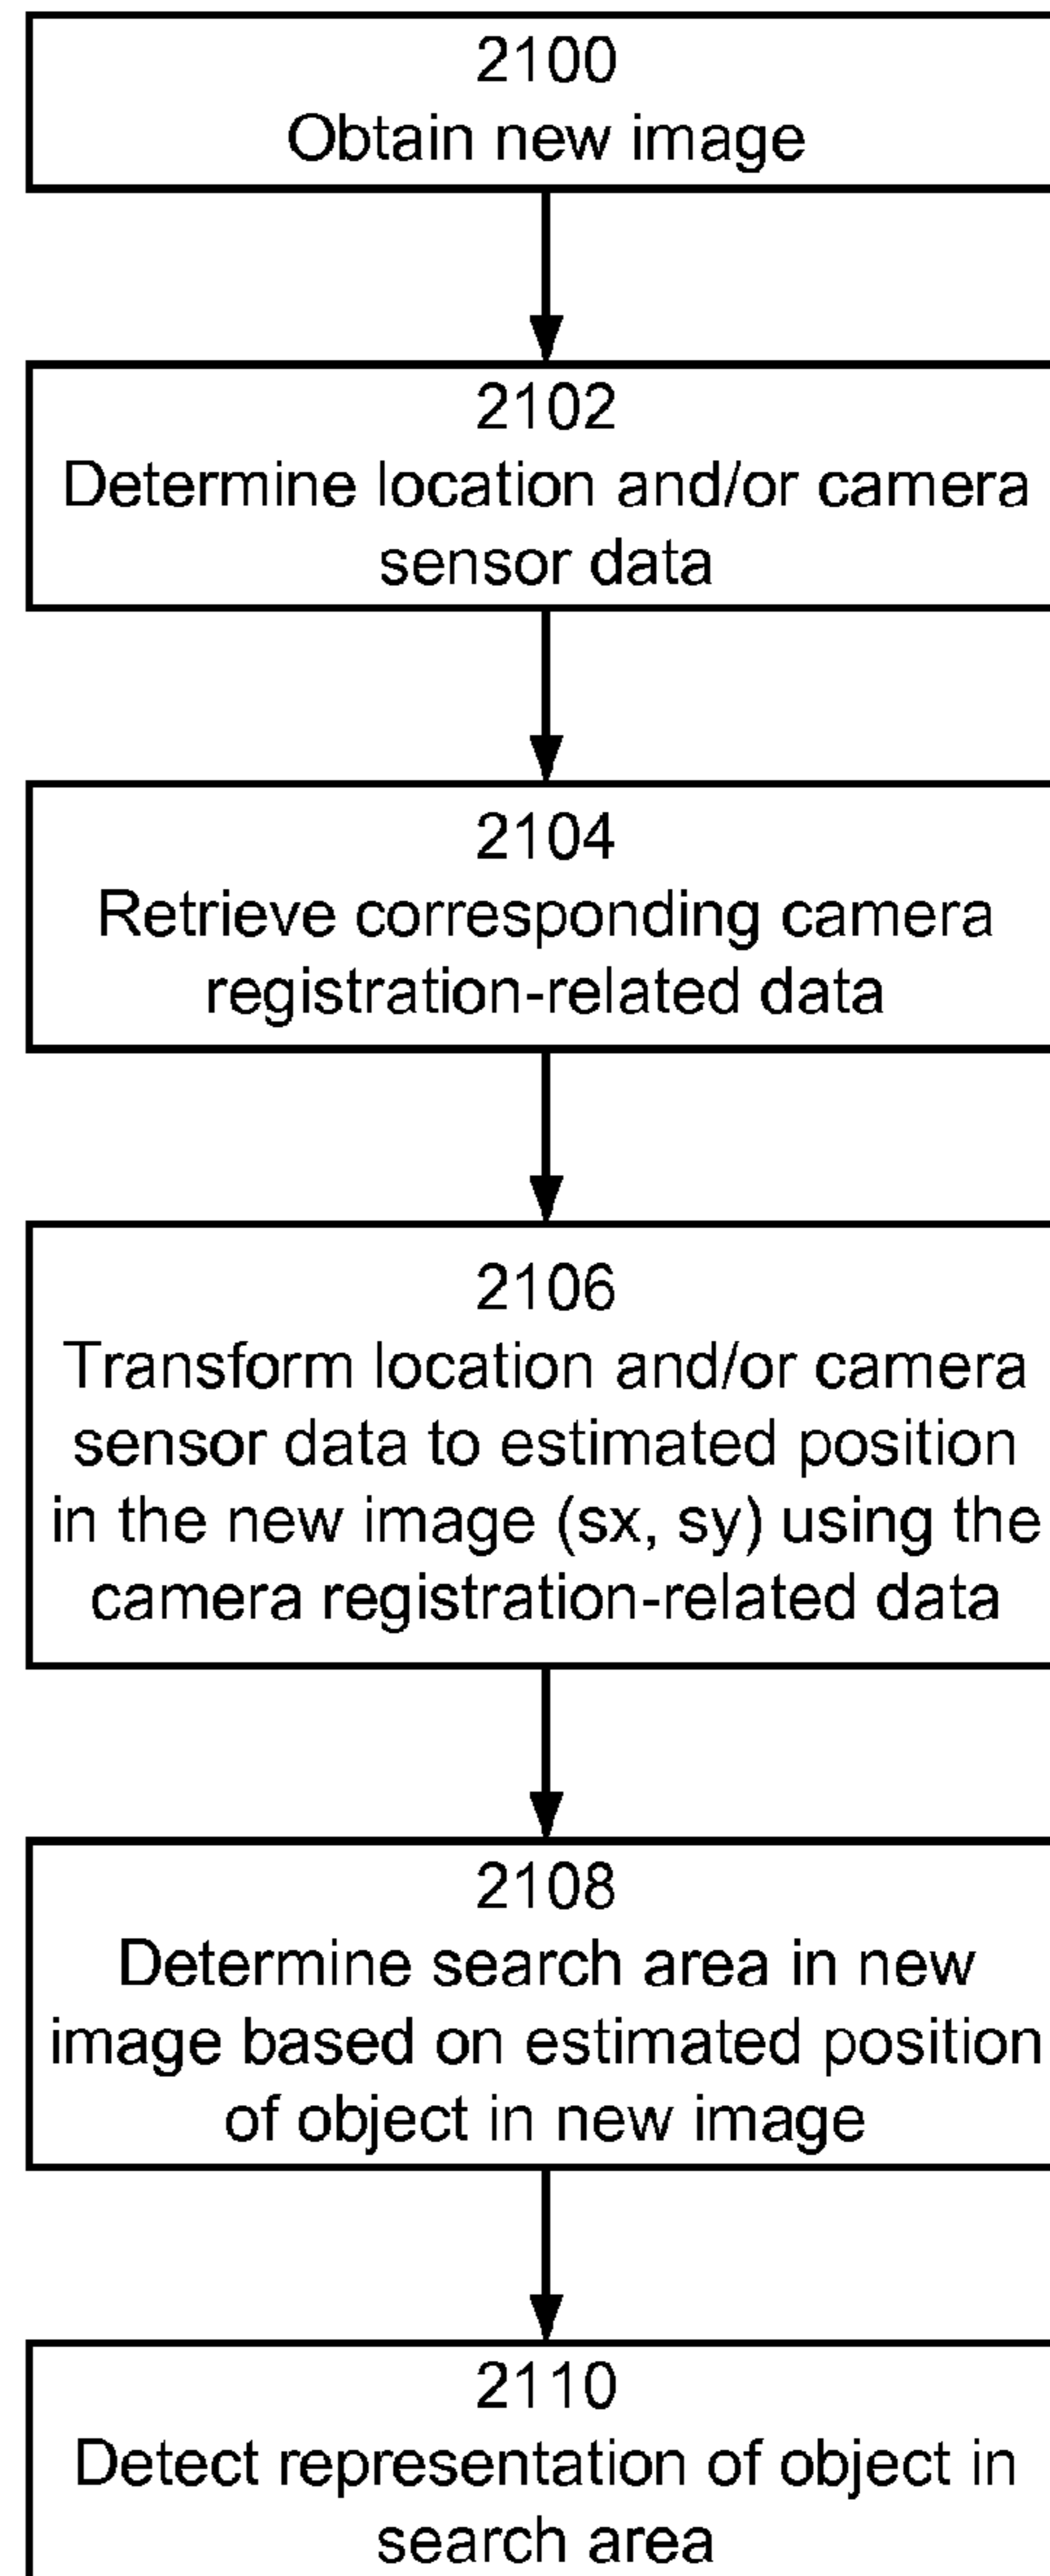 2100
Obtain new image
2102
Determine location and/or camera
sensor data
2104
Retrieve corresponding camera
registration-related data
2106
Transform location and/or camera
sensor data to estimated position
in the new image (sx, sy) using the
camera registration-related data
2108
Determine search area in new
image based on estimated position
of object in new image
2110
Detect representation of object in
search area